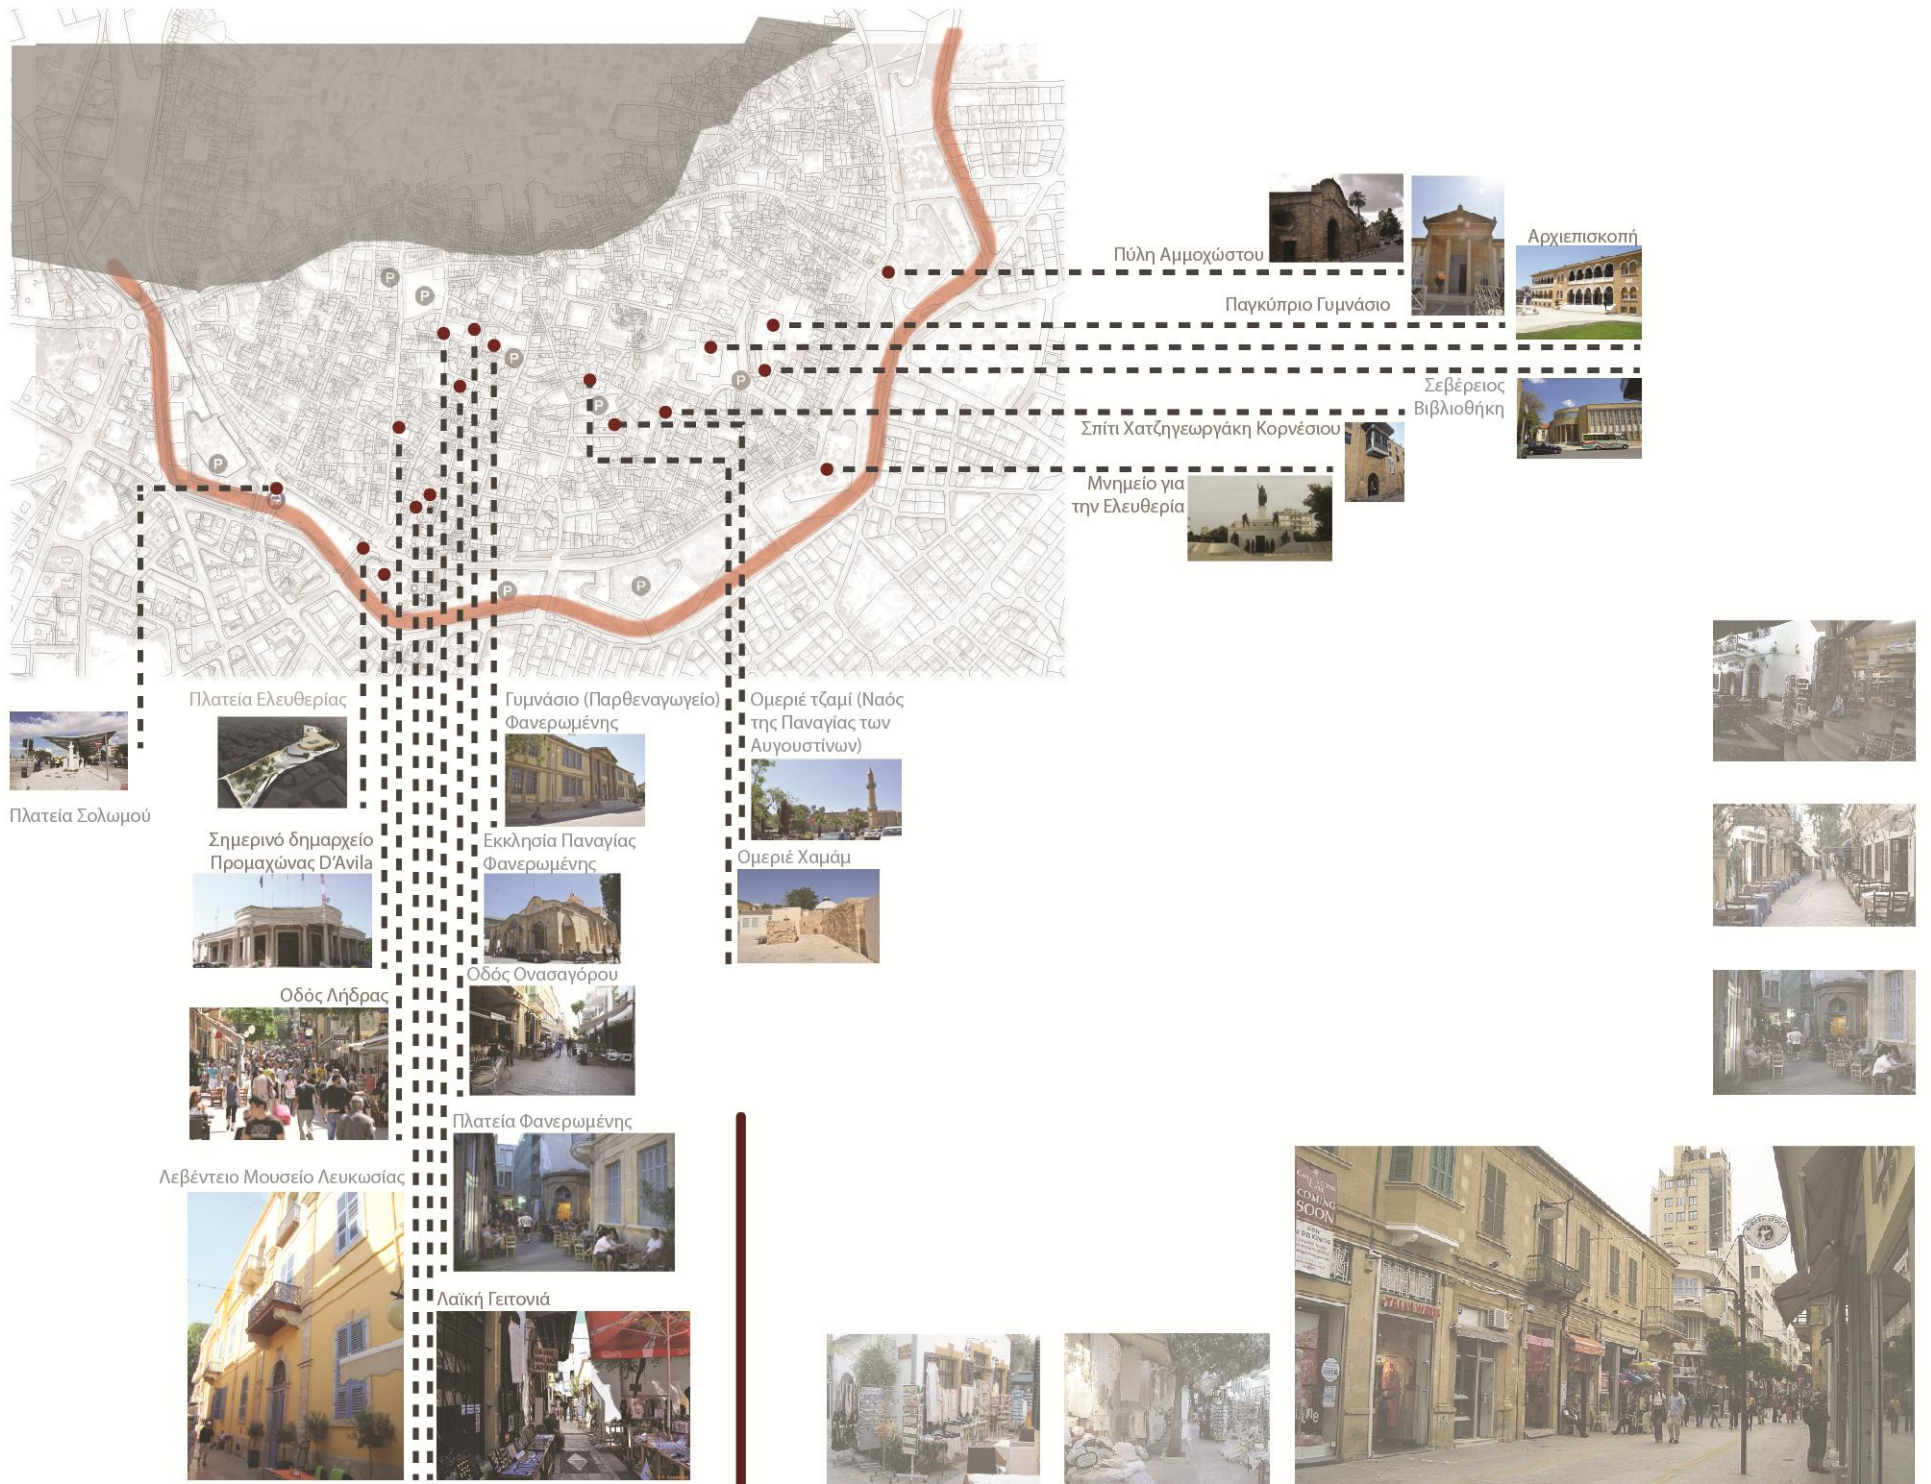 Πύλη Αμμοχώστου
Αρχιεπισκοπή
Παγκύπριο Γυμνάσιο
Σεβέρειος
Βιβλιοθήκη
Σπίτι Χατζηγεωργάκη Κορνέσιου
Μνημείο για
την Ελευθερία
P
P
P
P
P
P
P
P
Πλατεία Σολωμού
Πλατεία Ελευθερίας
Γυμνάσιο (Παρθεναγωγείο)
Φανερωμένης
Ομεριέ τζαμί (Ναός
της Παναγίας των
Αυγουστίνων)
Σημερινό δημαρχείο
Προμαχώνας D'Avila
Εκκλησία Παναγίας
Φανερωμένης
Ομεριέ Χαμάμ
Οδός Ονασαγόρου
Οδός Λήδρας
Πλατεία Φανερωμένης
Λεβέντειο Μουσείο Λευκωσίας
Λαϊκή Γειτονιά
COMING
SOON